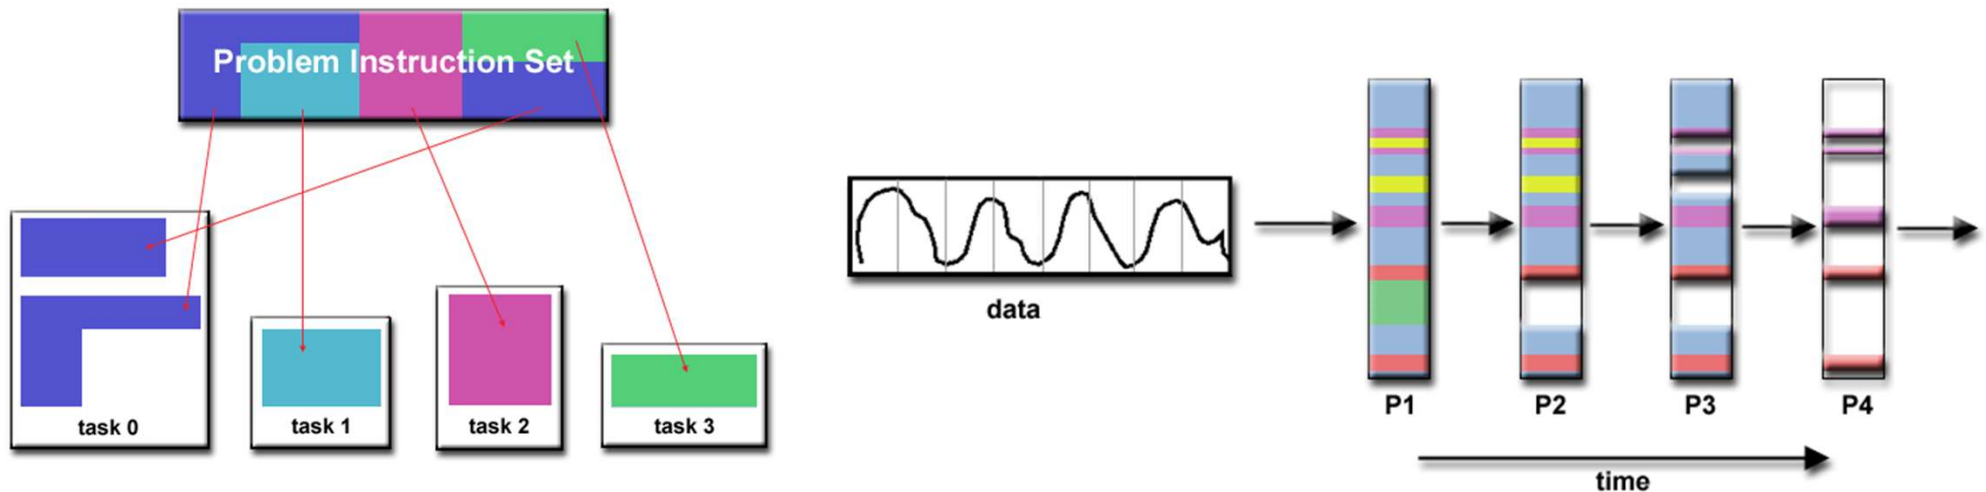 Problem Instruction Set
task 0
task 1
task 2
task 3
data
P1
P2
P3
P4
time